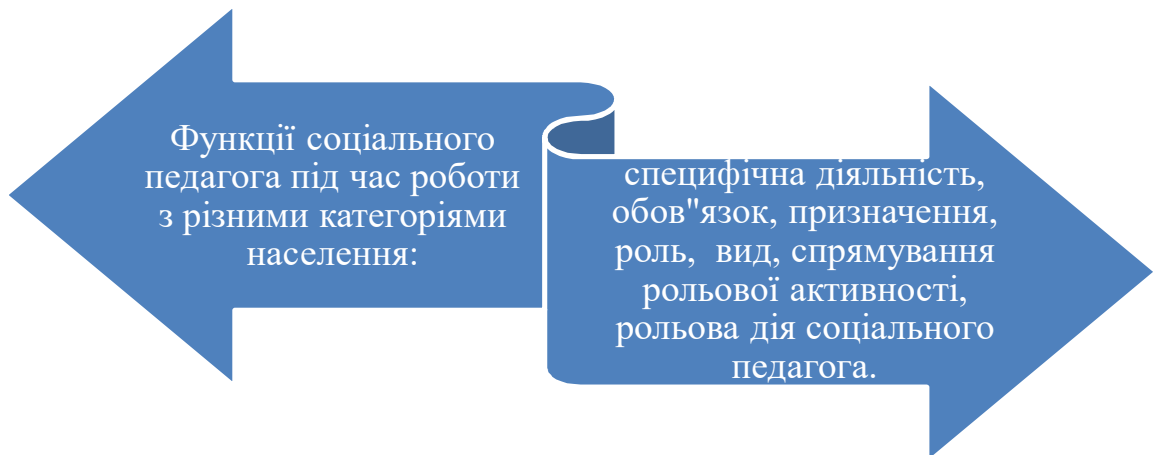 Функції соціального
педагога під час роботи
з різними категоріями
населення:
специфічна діяльність,
обов"язок, призначення,
роль,  вид, спрямування
рольової активності,
рольова дія соціального
педагога.